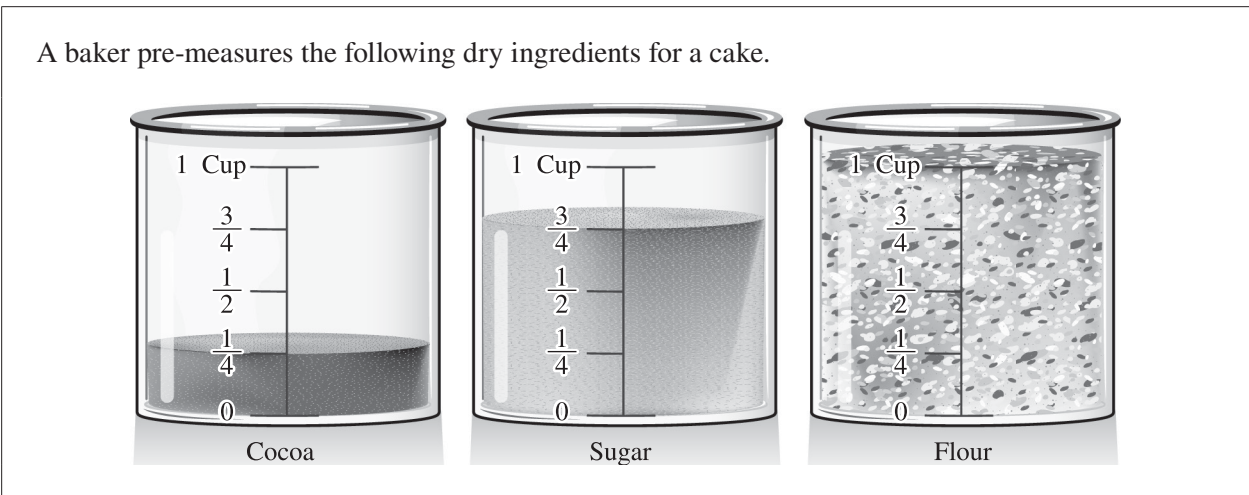 A baker pre-measures the following dry ingredients for a cake.
1 Cup
3/4
1/2
1/4
0
Cocoa
1 Cup
3/4
1/2
1/4
0
Sugar
1 Cup
3/4
1/2
1/4
0
Flour